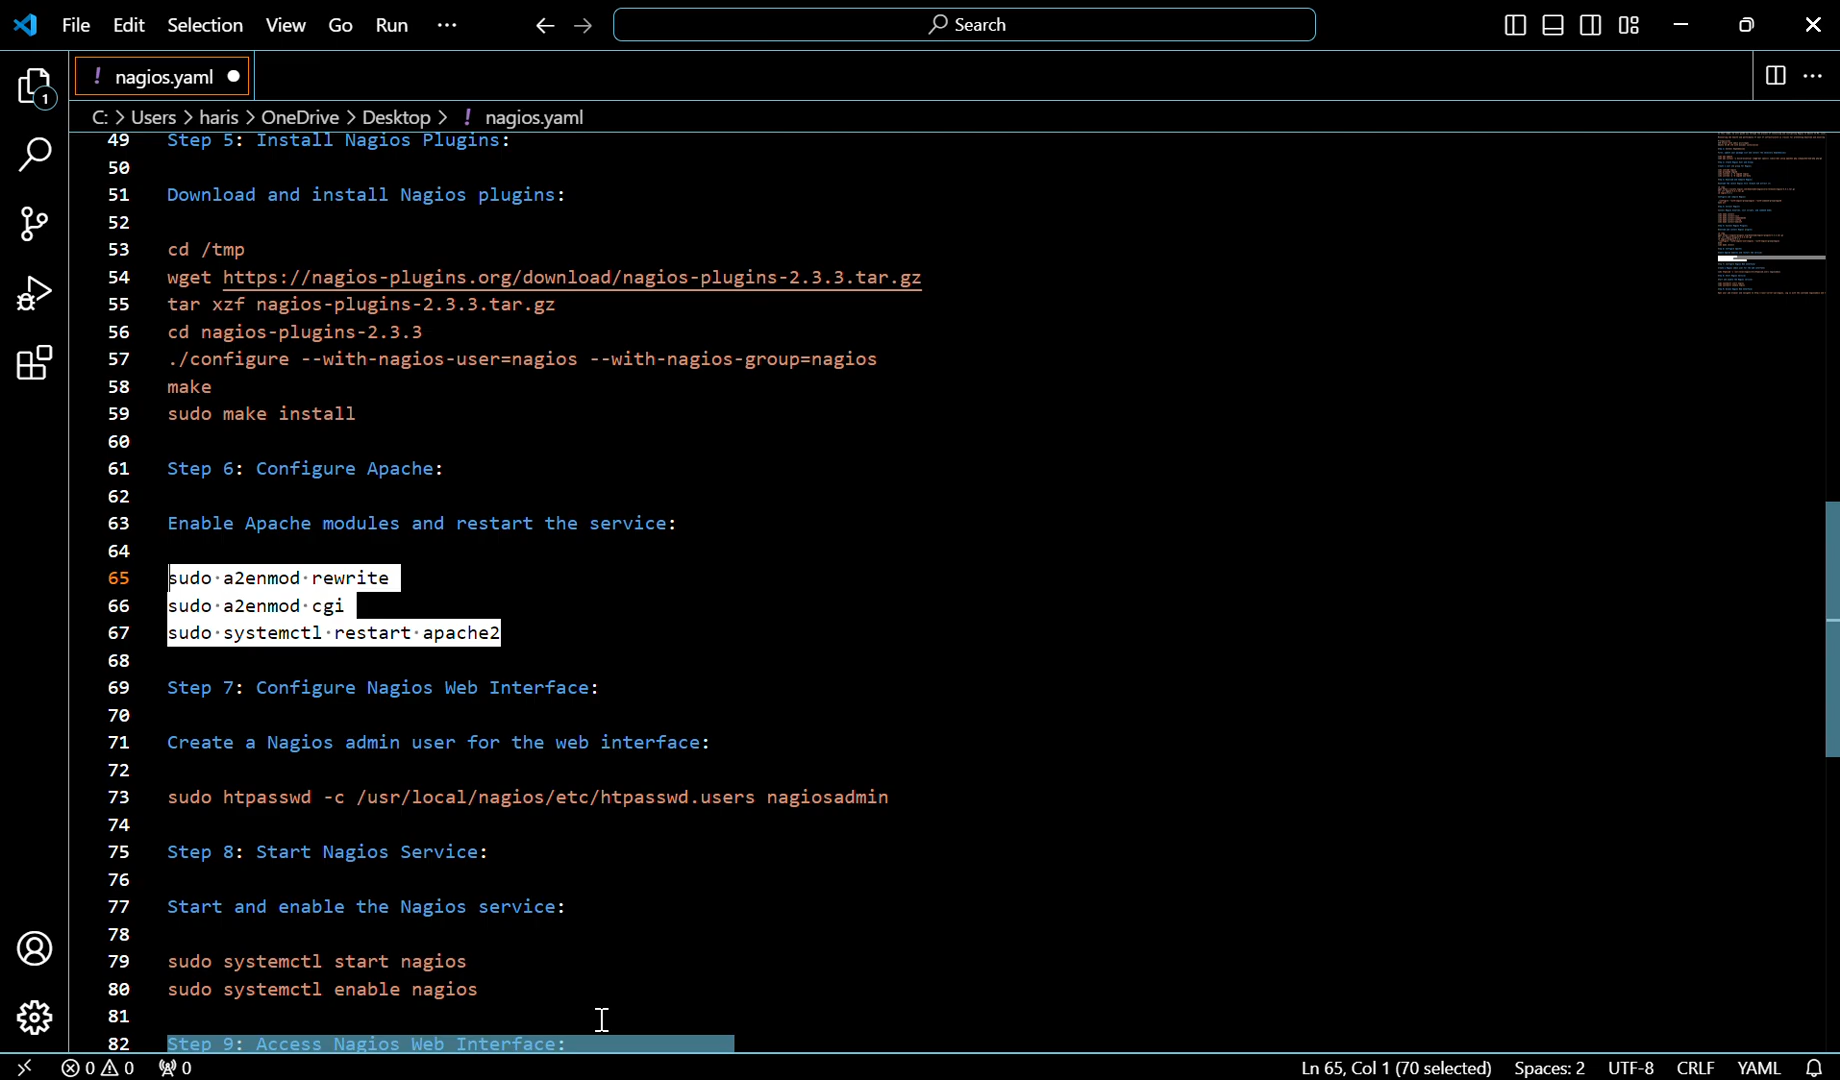 File Edit Selection View Go Run ··· Search
! nagios.yaml
C: > Users > haris > OneDrive > Desktop > ! nagios.yaml
49 Step 5: Install Nagios Plugins:
50
51 Download and install Nagios plugins:
52
53 cd /tmp
54 wget https://nagios-plugins.org/download/nagios-plugins-2.3.3.tar.gz
55 tar xzf nagios-plugins-2.3.3.tar.gz
56 cd nagios-plugins-2.3.3
57 ./configure --with-nagios-user=nagios --with-nagios-group=nagios
58 make
59 sudo make install
60
61 Step 6: Configure Apache:
62
63 Enable Apache modules and restart the service:
64
65 sudo·a2enmod·rewrite
66 sudo·a2enmod·cgi
67 sudo·systemctl·restart·apache2
68
69 Step 7: Configure Nagios Web Interface:
70
71 Create a Nagios admin user for the web interface:
72
73 sudo htpasswd -c /usr/local/nagios/etc/htpasswd.users nagiosadmin
74
75 Step 8: Start Nagios Service:
76
77 Start and enable the Nagios service:
78
79 sudo systemctl start nagios
80 sudo systemctl enable nagios
81
82 Step 9: Access Nagios Web Interface:
1
0 0 0 Ln 65, Col 1 (70 selected) Spaces: 2 UTF-8 CRLF YAML